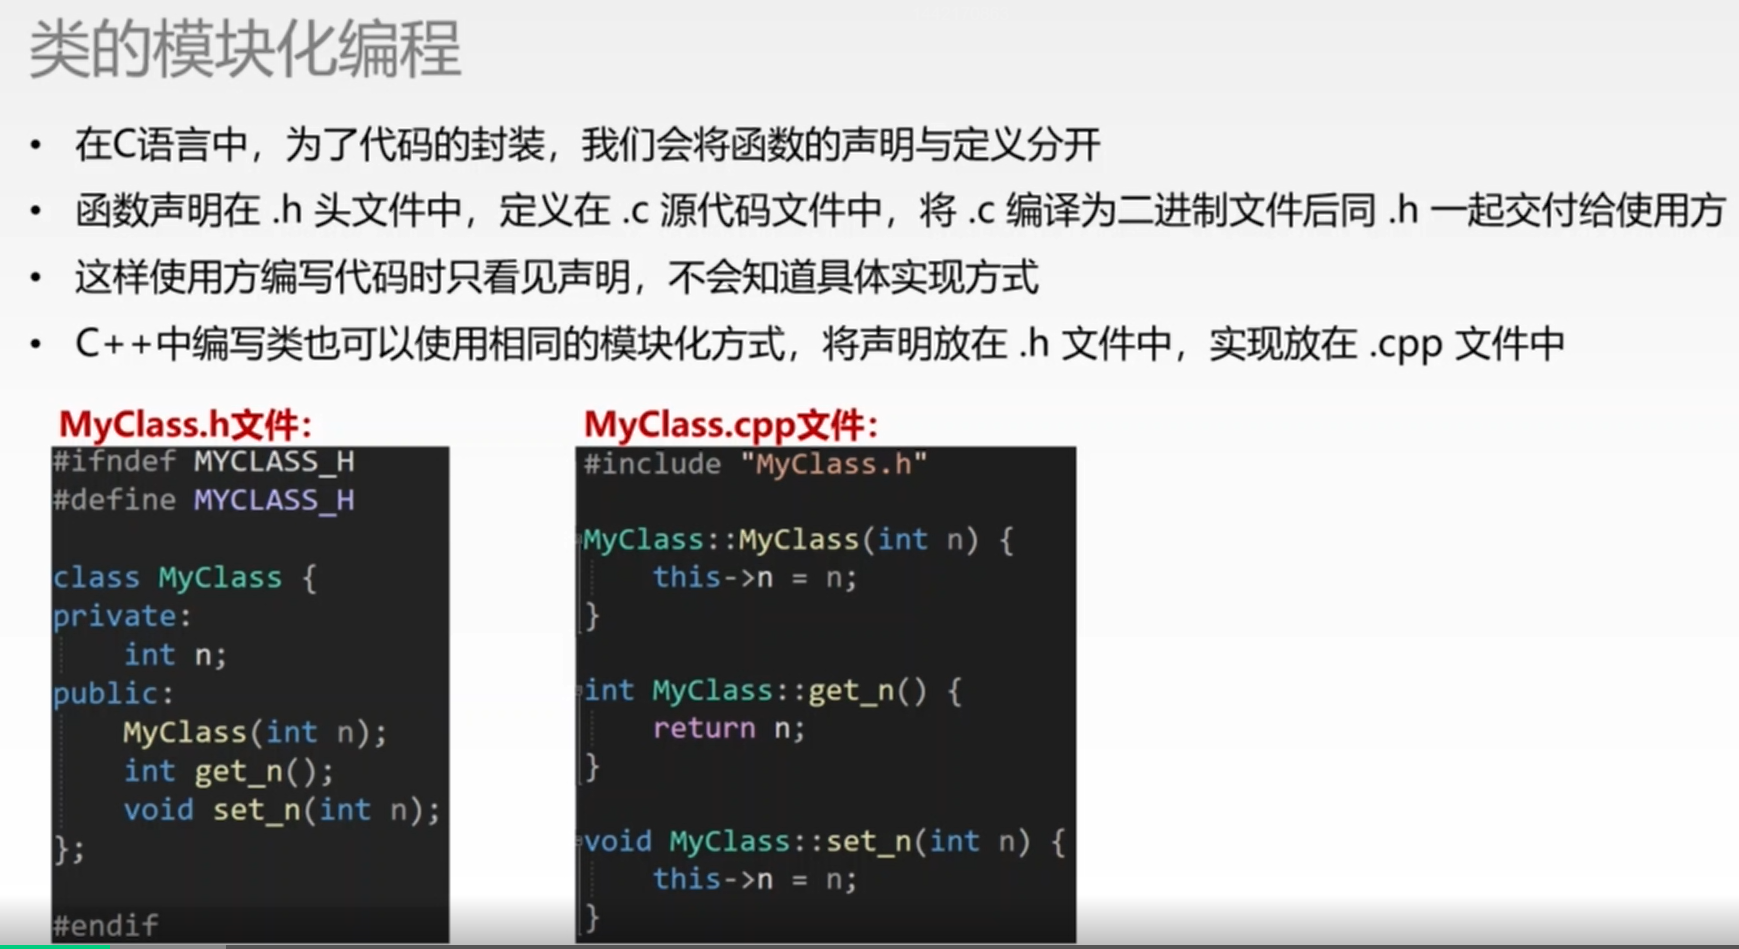 类的模块化编程
• 在C语言中，为了代码的封装，我们会将函数的声明与定义分开
• 函数声明在 .h 头文件中，定义在 .c 源代码文件中，将 .c 编译为二进制文件后同 .h 一起交付给使用方
• 这样使用方编写代码时只看见声明，不会知道具体实现方式
• C++中编写类也可以使用相同的模块化方式，将声明放在 .h 文件中，实现放在 .cpp 文件中
MyClass.h文件：
#ifndef MYCLASS_H
#define MYCLASS_H
class MyClass {
private:
    int n;
public:
    MyClass(int n);
    int get_n();
    void set_n(int n);
};
#endif
MyClass.cpp文件：
#include "MyClass.h"
MyClass::MyClass(int n) {
    this->n = n;
}
int MyClass::get_n() {
    return n;
}
void MyClass::set_n(int n) {
    this->n = n;
}